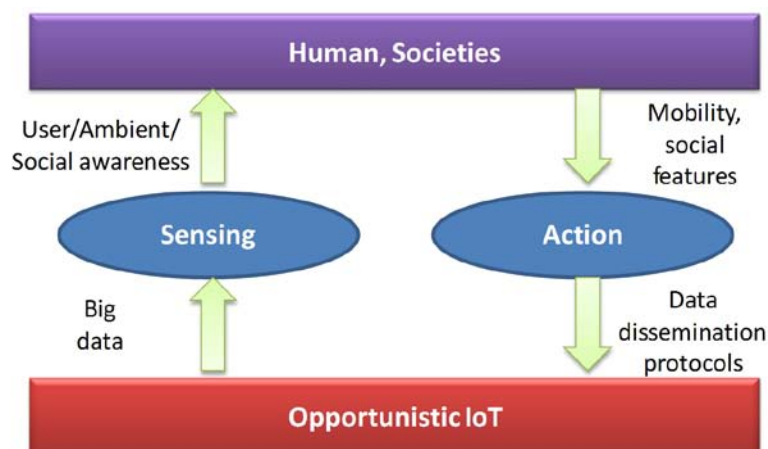 Human, Societies
User/Ambient/
Social awareness
Mobility,
social
features
Sensing
Action
Big
data
Data
dissemination
protocols
Opportunistic IoT